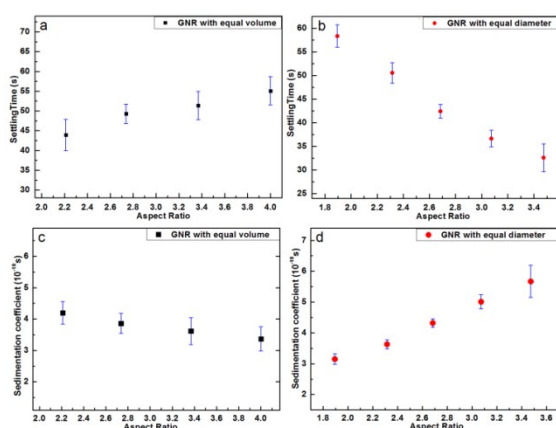 a
GNR with equal volume
SettlingTime (s)
70
65
60
55
50
45
40
35
30
2.0 2.2 2.4 2.6 2.8 3.0 3.2 3.4 3.6 3.8 4.0
Aspect Ratio
b
GNR with equal diameter
SettlingTime (s)
60
55
50
45
40
35
30
25
1.8 2.0 2.2 2.4 2.6 2.8 3.0 3.2 3.4
Aspect Ratio
c
GNR with equal volume
Sedimentation coefficient
6
5
4
3
2
2.0 2.2 2.4 2.6 2.8 3.0 3.2 3.4 3.6 3.8 4.0
Aspect Ratio
d
GNR with equal diameter
Sedimentation coefficient
7
6
5
4
3
2
1.8 2.0 2.2 2.4 2.6 2.8 3.0 3.2 3.4 3.6
Aspect Ratio